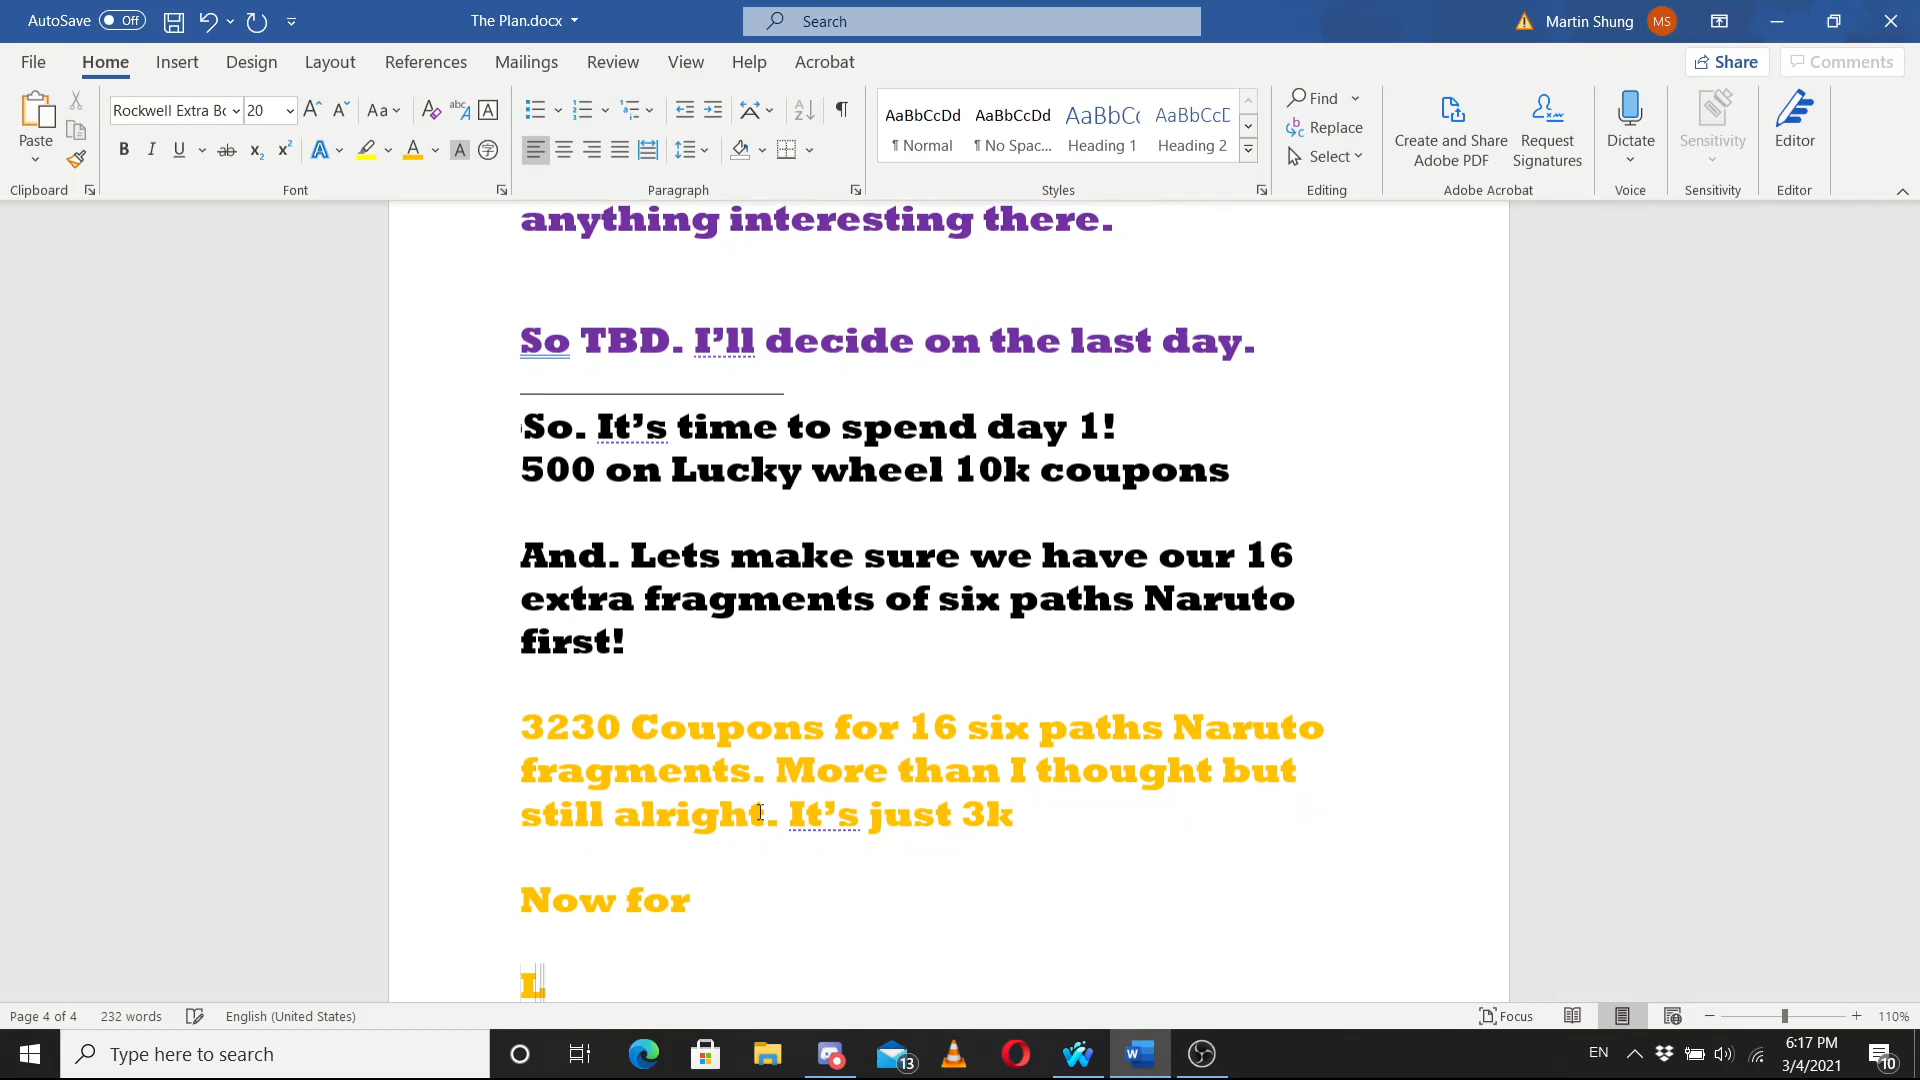 AutoSave Off The Plan.docx Search Martin Shung MS
File Home Insert Design Layout References Mailings Review View Help Acrobat Share Comments
Rockwell Extra Bo 20 Aa AaBbCcDd AaBbCcDd AaBbCc AaBbCcD Find
Paste ¶ Normal ¶ No Spac... Heading 1 Heading 2 Replace
Create and Share Adobe PDF Request Signatures Dictate Sensitivity Editor
Select
Clipboard Font Paragraph Styles Editing Adobe Acrobat Voice Sensitivity Editor
anything interesting there.
So TBD. I’ll decide on the last day.
So. It’s time to spend day 1!
500 on Lucky wheel 10k coupons
And. Lets make sure we have our 16
extra fragments of six paths Naruto
first!
3230 Coupons for 16 six paths Naruto
fragments. More than I thought but
still alright. It’s just 3k
Now for
L
Page 4 of 4 232 words English (United States) Focus 110%
Type here to search 13 EN 6:17 PM
3/4/2021 10